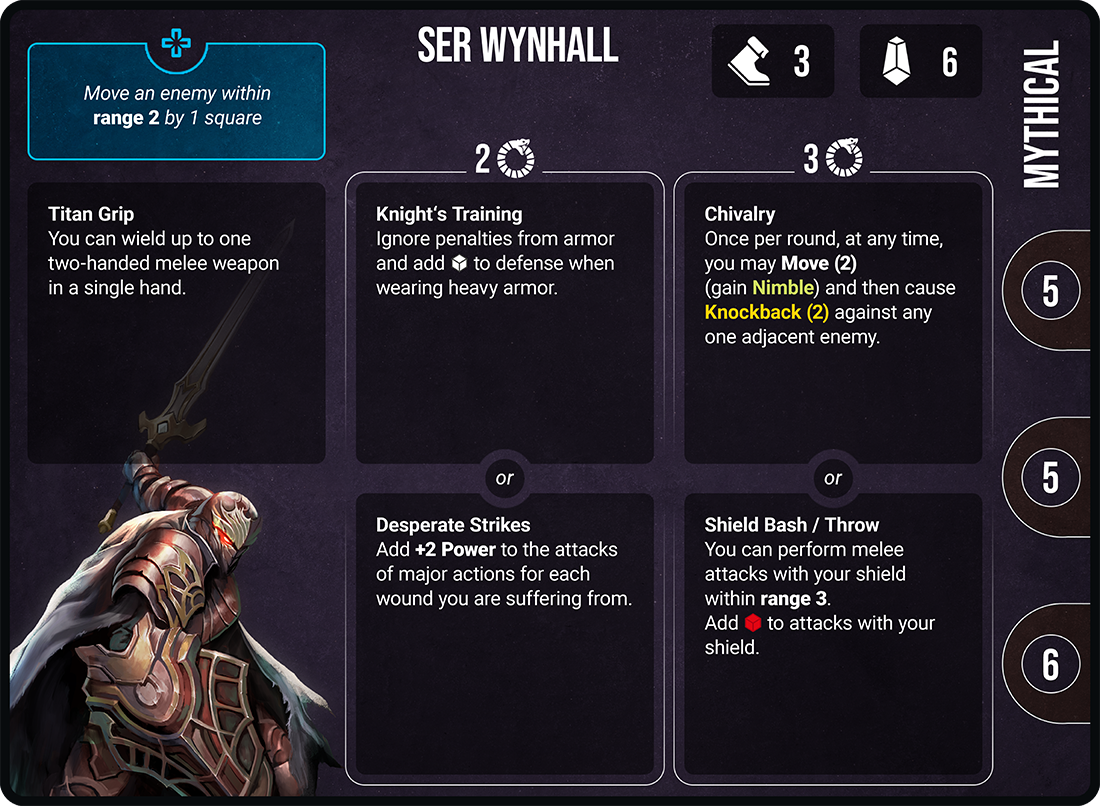 SER WYNHALL
3
6
MYTHICAL
Move an enemy within
range 2 by 1 square
Titan Grip
You can wield up to one
two-handed melee weapon
in a single hand.
2
Knight‘s Training
Ignore penalties from armor
and add to defense when
wearing heavy armor.
or
Desperate Strikes
Add +2 Power to the attacks
of major actions for each
wound you are suffering from.
3
Chivalry
Once per round, at any time,
you may Move (2)
(gain Nimble) and then cause
Knockback (2) against any
one adjacent enemy.
or
Shield Bash / Throw
You can perform melee
attacks with your shield
within range 3.
Add to attacks with your
shield.
5
5
6